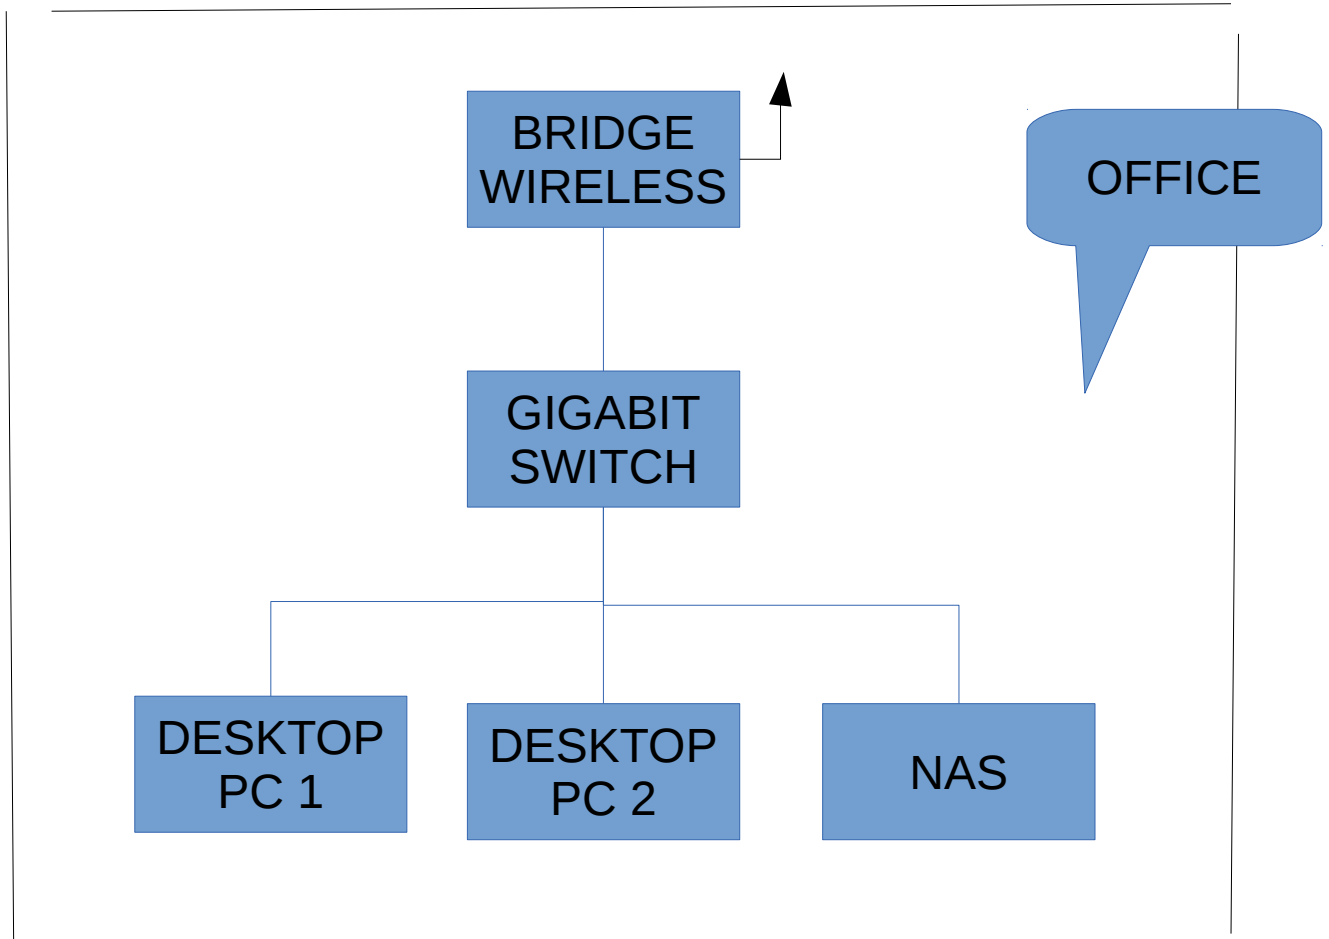 BRIDGE
WIRELESS
OFFICE
GIGABIT
SWITCH
DESKTOP
PC 1
DESKTOP
PC 2
NAS